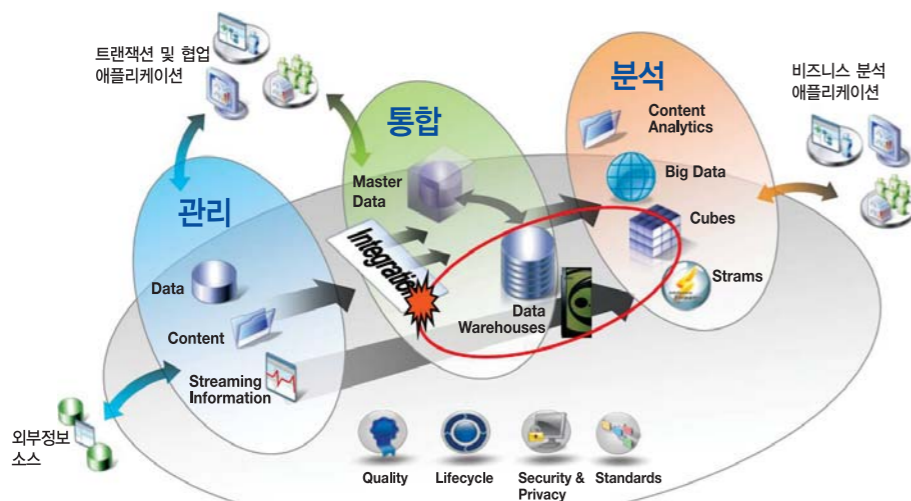 트랜잭션 및 협업
애플리케이션
분석
비즈니스 분석
애플리케이션
Content
Analytics
통합
Big Data
Master
Data
관리
Cubes
Integration
Data
Strams
Data
Warehouses
Content
Streaming
Information
외부정보
소스
Quality
Lifecycle
Security &
Privacy
Standards